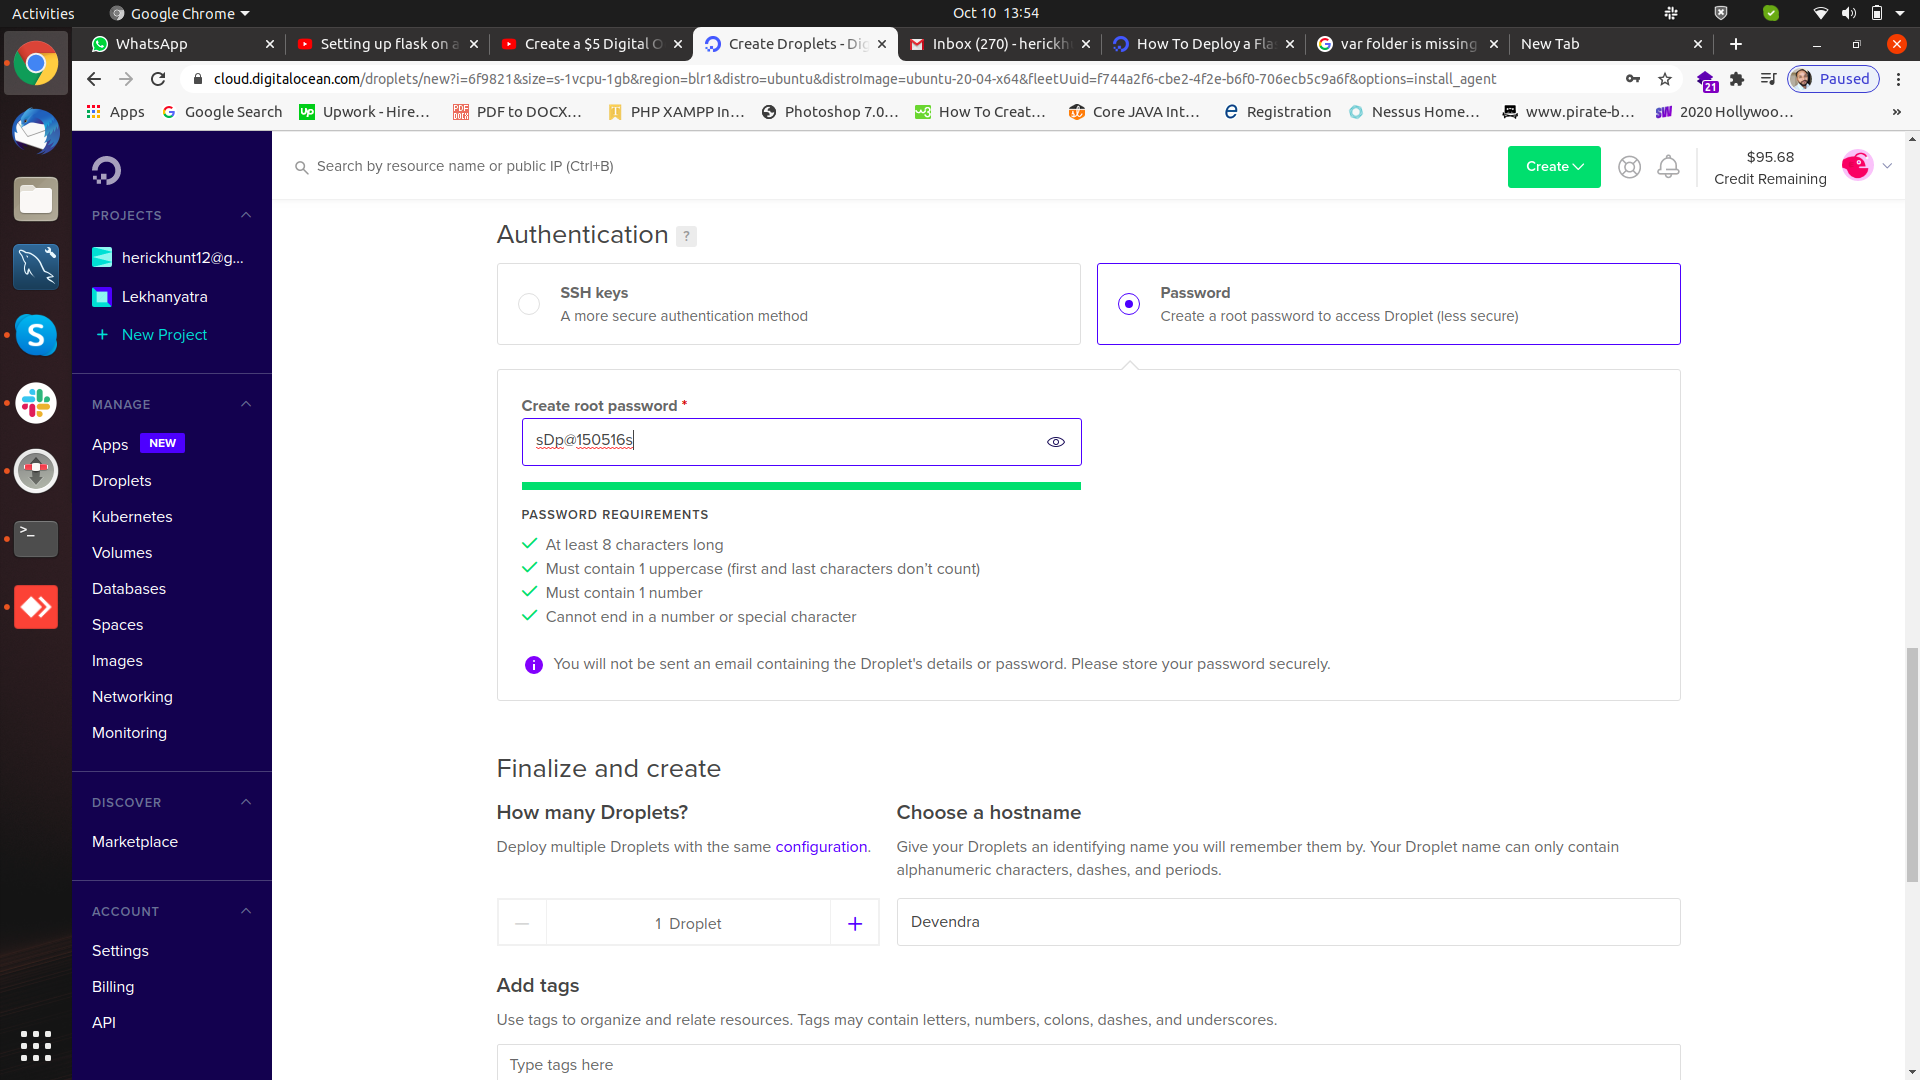 Activities
Google Chrome
Oct 10 13:54
WhatsApp
Setting up flask on a
Create a $5 Digital O
Create Droplets - Dig
Inbox (270) - herickh
How To Deploy a Fla
var folder is missing
New Tab
cloud.digitalocean.com/droplets/new?i=6f9821&size=s-1vcpu-1gb&region=blr1&distro=ubuntu&distroImage=ubuntu-20-04-x64&fleetUuid=f744a2f6-cbe2-4f2e-b6f0-706ecb5c9a6f&options=install_agent
21
Paused
Apps
Google Search
Upwork - Hire...
PDF to DOCX...
PHP XAMPP In...
Photoshop 7.0...
How To Creat...
Core JAVA Int...
Registration
Nessus Home...
www.pirate-b...
2020 Hollywoo...
»
Search by resource name or public IP (Ctrl+B)
Create
$95.68
Credit Remaining
PROJECTS
herickhunt12@g...
Lekhanyatra
+ New Project
MANAGE
Apps NEW
Droplets
Kubernetes
Volumes
Databases
Spaces
Images
Networking
Monitoring
DISCOVER
Marketplace
ACCOUNT
Settings
Billing
API
Authentication ?
SSH keys
A more secure authentication method
Password
Create a root password to access Droplet (less secure)
Create root password *
sDp@150516s
PASSWORD REQUIREMENTS
At least 8 characters long
Must contain 1 uppercase (first and last characters don't count)
Must contain 1 number
Cannot end in a number or special character
You will not be sent an email containing the Droplet's details or password. Please store your password securely.
Finalize and create
How many Droplets?
Deploy multiple Droplets with the same configuration.
1 Droplet
Choose a hostname
Give your Droplets an identifying name you will remember them by. Your Droplet name can only contain
alphanumeric characters, dashes, and periods.
Devendra
Add tags
Use tags to organize and relate resources. Tags may contain letters, numbers, colons, dashes, and underscores.
Type tags here